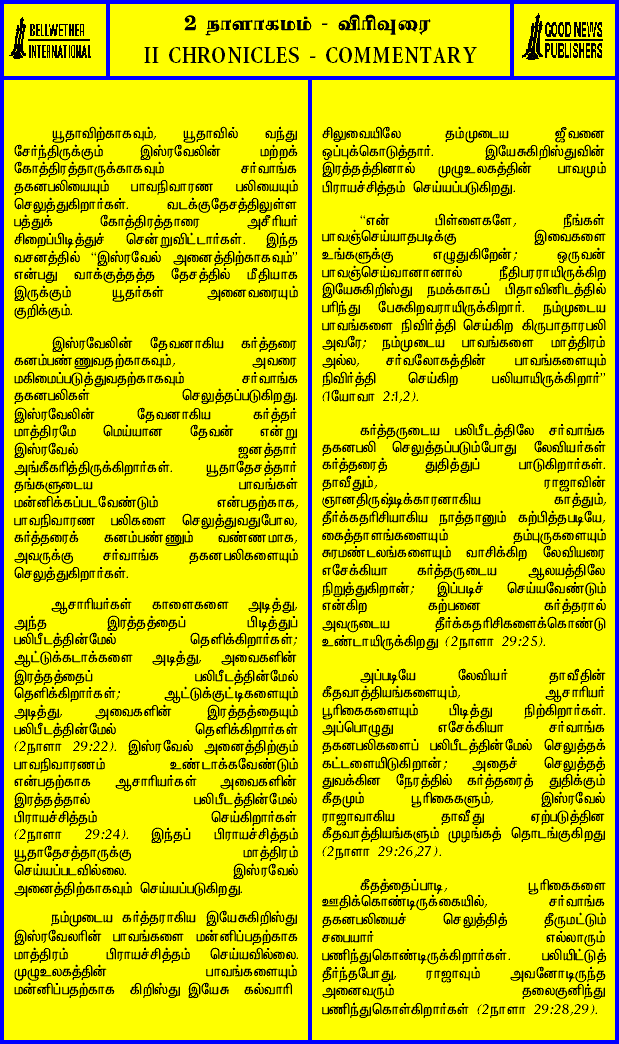 BELLWETHER
INTERNATIONAL
2 நாளாகமம் - விரிவுரை
II CHRONICLES - COMMENTARY
GOOD NEWS
PUBLISHERS
யூதாவிற்காகவும், யூதாவில் வந்து
சேர்ந்திருக்கும் இஸ்ரவேலின் மற்றக்
கோத்திரத்தாருக்காகவும் சர்வாங்க
தகனபலியையும் பாவநிவாரண பலியையும்
செலுத்துகிறார்கள். வடக்குதேசத்திலுள்ள
பத்துக் கோத்திரத்தாரை அசீரியர்
சிறைப்பிடித்துச் சென்றுவிட்டார்கள். இந்த
வசனத்தில் “இஸ்ரவேல் அனைத்திற்காகவும்”
என்பது வாக்குத்தத்த தேசத்தில் மீதியாக
இருக்கும் யூதர்கள் அனைவரையும்
குறிக்கும்.
இஸ்ரவேலின் தேவனாகிய கர்த்தரை
கனம்பண்ணுவதற்காகவும், அவரை
மகிமைப்படுத்துவதற்காகவும் சர்வாங்க
தகனபலிகள் செலுத்தப்படுகிறது.
இஸ்ரவேலின் தேவனாகிய கர்த்தர்
மாத்திரமே மெய்யான தேவன் என்று
இஸ்ரவேல் ஜனத்தார்
அங்கீகரித்திருக்கிறார்கள். யூதாதேசத்தார்
தங்களுடைய பாவங்கள்
மன்னிக்கப்படவேண்டும் என்பதற்காக,
பாவநிவாரண பலிகளை செலுத்துவதுபோல,
கர்த்தரைக் கனம்பண்ணும் வண்ணமாக,
அவருக்கு சர்வாங்க தகனபலிகளையும்
செலுத்துகிறார்கள்.
ஆசாரியர்கள் காளைகளை அடித்து,
அந்த இரத்தத்தைப் பிடித்துப்
பலிபீடத்தின்மேல் தெளிக்கிறார்கள்;
ஆட்டுக்கடாக்களை அடித்து, அவைகளின்
இரத்தத்தைப் பலிபீடத்தின்மேல்
தெளிக்கிறார்கள்; ஆட்டுக்குட்டிகளையும்
அடித்து, அவைகளின் இரத்தத்தையும்
பலிபீடத்தின்மேல் தெளிக்கிறார்கள்
(2நாளா 29:22). இஸ்ரவேல் அனைத்திற்கும்
பாவநிவாரணம் உண்டாக்கவேண்டும்
என்பதற்காக ஆசாரியர்கள் அவைகளின்
இரத்தத்தால் பலிபீடத்தின்மேல்
பிராயச்சித்தம் செய்கிறார்கள்
(2நாளா 29:24). இந்தப் பிராயச்சித்தம்
யூதாதேசத்தாருக்கு மாத்திரம்
செய்யப்படவில்லை. இஸ்ரவேல்
அனைத்திற்காகவும் செய்யப்படுகிறது.
நம்முடைய கர்த்தராகிய இயேசுகிறிஸ்து
இஸ்ரவேலரின் பாவங்களை மன்னிப்பதற்காக
மாத்திரம் பிராயச்சித்தம் செய்யவில்லை.
முழுஉலகத்தின் பாவங்களையும்
மன்னிப்பதற்காக கிறிஸ்து இயேசு கல்வாரி
சிலுவையிலே தம்முடைய ஜீவனை
ஒப்புக்கொடுத்தார். இயேசுகிறிஸ்துவின்
இரத்தத்தினால் முழுஉலகத்தின் பாவமும்
பிராயச்சித்தம் செய்யப்படுகிறது.
“என் பிள்ளைகளே, நீங்கள்
பாவஞ்செய்யாதபடிக்கு இவைகளை
உங்களுக்கு எழுதுகிறேன்; ஒருவன்
பாவஞ்செய்வானானால் நீதிபரராயிருக்கிற
இயேசுகிறிஸ்து நமக்காகப் பிதாவினிடத்தில்
பரிந்து பேசுகிறவராயிருக்கிறார். நம்முடைய
பாவங்களை நிவிர்த்தி செய்கிற கிருபாதாரபலி
அவரே; நம்முடைய பாவங்களை மாத்திரம்
அல்ல, சர்வலோகத்தின் பாவங்களையும்
நிவிர்த்தி செய்கிற பலியாயிருக்கிறார்”
(1யோவா 2:1,2).
கர்த்தருடைய பலிபீடத்திலே சர்வாங்க
தகனபலி செலுத்தப்படும்போது லேவியர்கள்
கர்த்தரைத் துதித்துப் பாடுகிறார்கள்.
தாவீதும், ராஜாவின்
ஞானதிருஷ்டிக்காரனாகிய காத்தும்,
தீர்க்கதரிசியாகிய நாத்தானும் கற்பித்தபடியே,
கைத்தாளங்களையும் தம்புருகளையும்
சுரமண்டலங்களையும் வாசிக்கிற லேவியரை
எசேக்கியா கர்த்தருடைய ஆலயத்திலே
நிறுத்துகிறான்; இப்படிச் செய்யவேண்டும்
என்கிற கற்பனை கர்த்தரால்
அவருடைய தீர்க்கதரிசிகளைக்கொண்டு
உண்டாயிருக்கிறது (2நாளா 29:25).
அப்படியே லேவியர் தாவீதின்
கீதவாத்தியங்களையும், ஆசாரியர்
பூரிகைகளையும் பிடித்து நிற்கிறார்கள்.
அப்பொழுது எசேக்கியா சர்வாங்க
தகனபலிகளைப் பலிபீடத்தின்மேல் செலுத்தக்
கட்டளையிடுகிறான்; அதைச் செலுத்தத்
துவக்கின நேரத்தில் கர்த்தரைத் துதிக்கும்
கீதமும் பூரிகைகளும், இஸ்ரவேல்
ராஜாவாகிய தாவீது ஏற்படுத்தின
கீதவாத்தியங்களும் முழங்கத் தொடங்குகிறது
(2நாளா 29:26,27).
கீதத்தைப்பாடி, பூரிகைகளை
ஊதிக்கொண்டிருக்கையில், சர்வாங்க
தகனபலியைச் செலுத்தித் தீருமட்டும்
சபையார் எல்லாரும்
பணிந்துகொண்டிருக்கிறார்கள். பலியிட்டுத்
தீர்ந்தபோது, ராஜாவும் அவனோடிருந்த
அனைவரும் தலைகுனிந்து
பணிந்துகொள்கிறார்கள் (2நாளா 29:28,29).